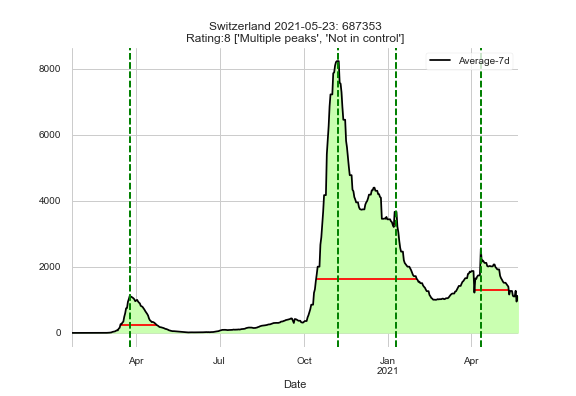 Switzerland 2021-05-23: 687353
Rating:8 ['Multiple peaks', 'Not in control']
Average-7d
8000
6000
4000
2000
0
Apr
Jul
Oct
Jan
2021
Apr
Date